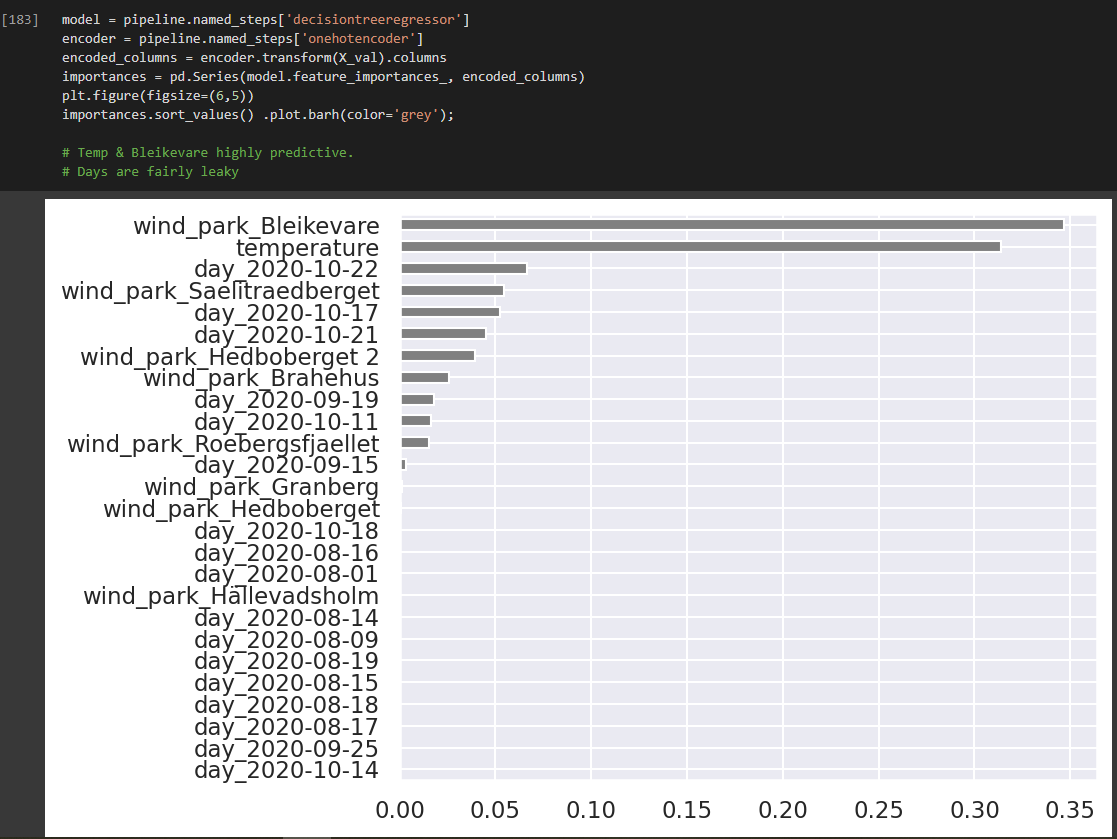 [183] model = pipeline.named_steps['decisiontreeregressor']
encoder = pipeline.named_steps['onehotencoder']
encoded_columns = encoder.transform(X_val).columns
importances = pd.Series(model.feature_importances_, encoded_columns)
plt.figure(figsize=(6,5))
importances.sort_values() .plot.barh(color='grey');
# Temp & Bleikevare highly predictive.
# Days are fairly leaky
wind_park_Bleikevare
temperature
day_2020-10-22
wind_park_Saelitraedberget
day_2020-10-17
day_2020-10-21
wind_park_Hedboberget 2
wind_park_Brahehus
day_2020-09-19
day_2020-10-11
wind_park_Roebergsfjaellet
day_2020-09-15
wind_park_Granberg
wind_park_Hedboberget
day_2020-10-18
day_2020-08-16
day_2020-08-01
wind_park_Hällevadsholm
day_2020-08-14
day_2020-08-09
day_2020-08-19
day_2020-08-15
day_2020-08-18
day_2020-08-17
day_2020-09-25
day_2020-10-14
0.00 0.05 0.10 0.15 0.20 0.25 0.30 0.35